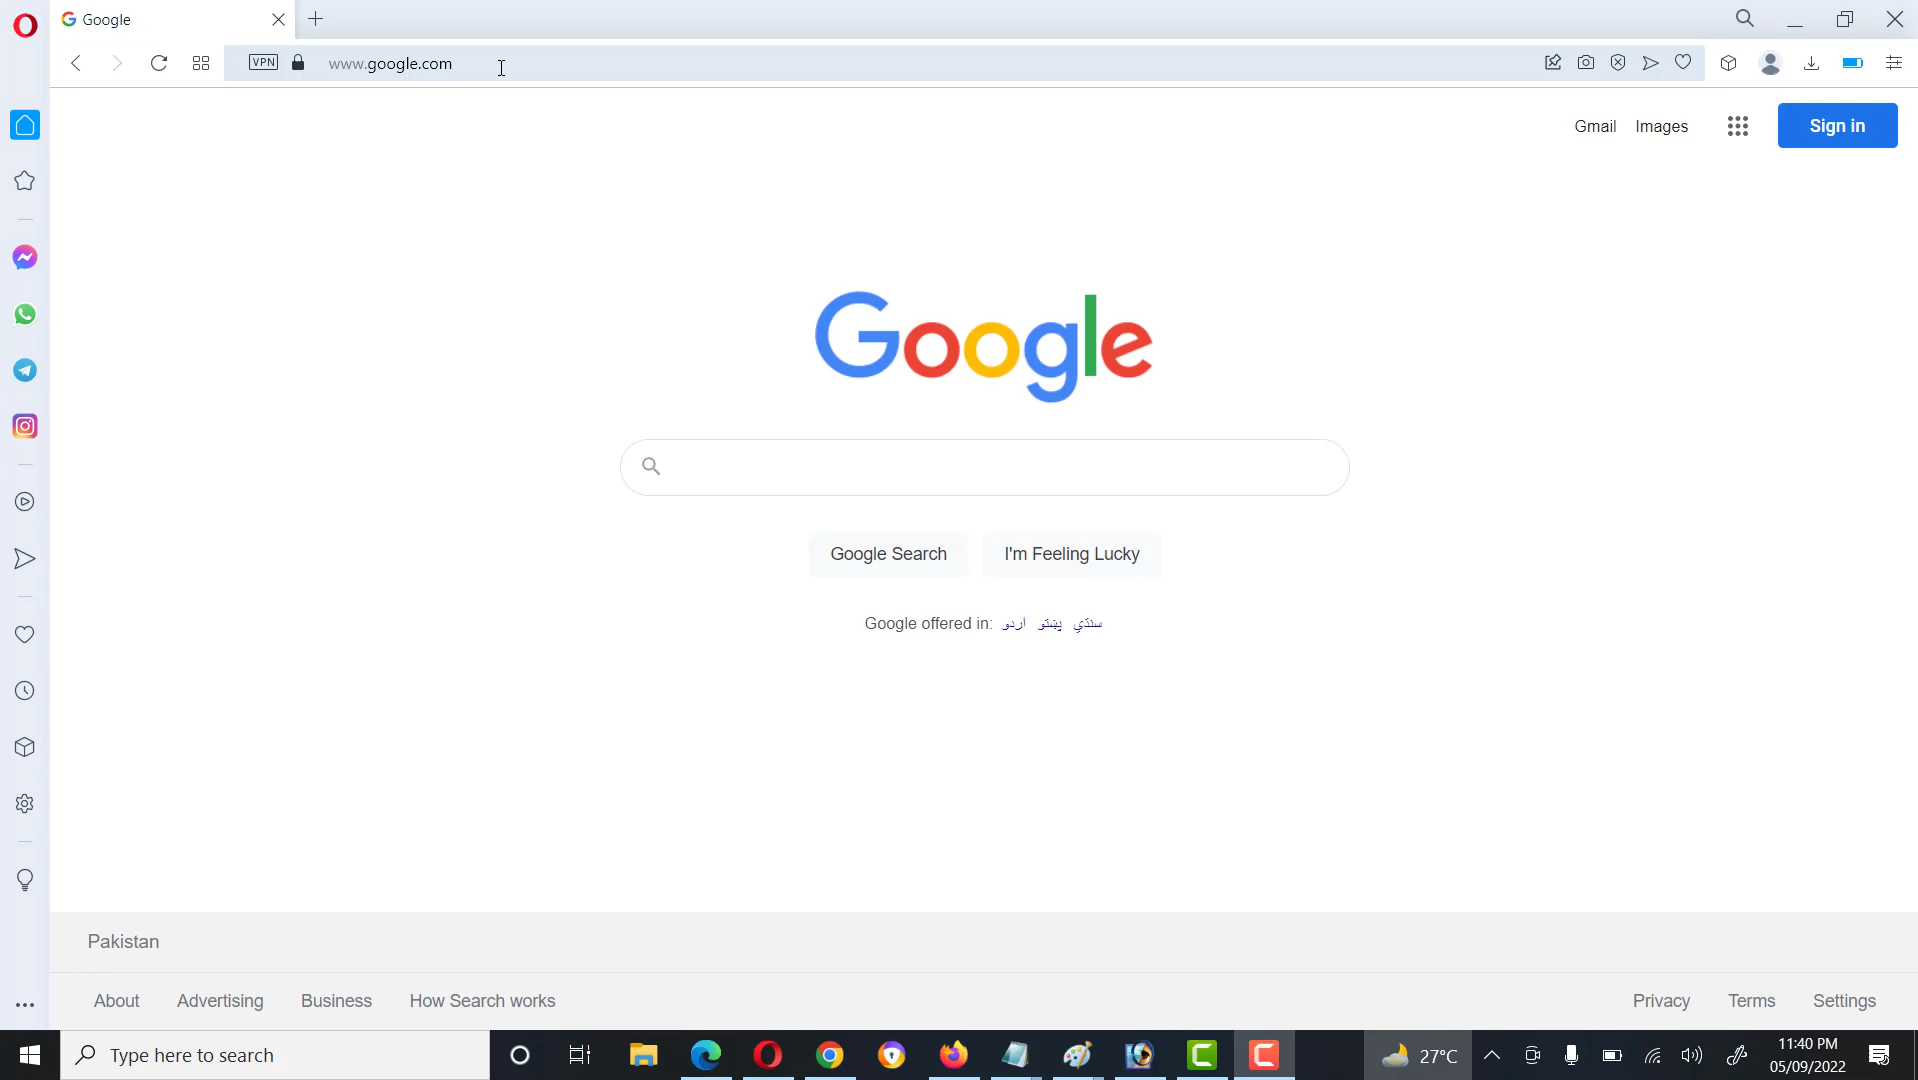 Google
VPN www.google.com
Gmail Images Sign in
Google
Google Search I'm Feeling Lucky
Google offered in: اردو پښتو سنڌي
Pakistan
About Advertising Business How Search works Privacy Terms Settings
Type here to search 27°C 11:40 PM
05/09/2022